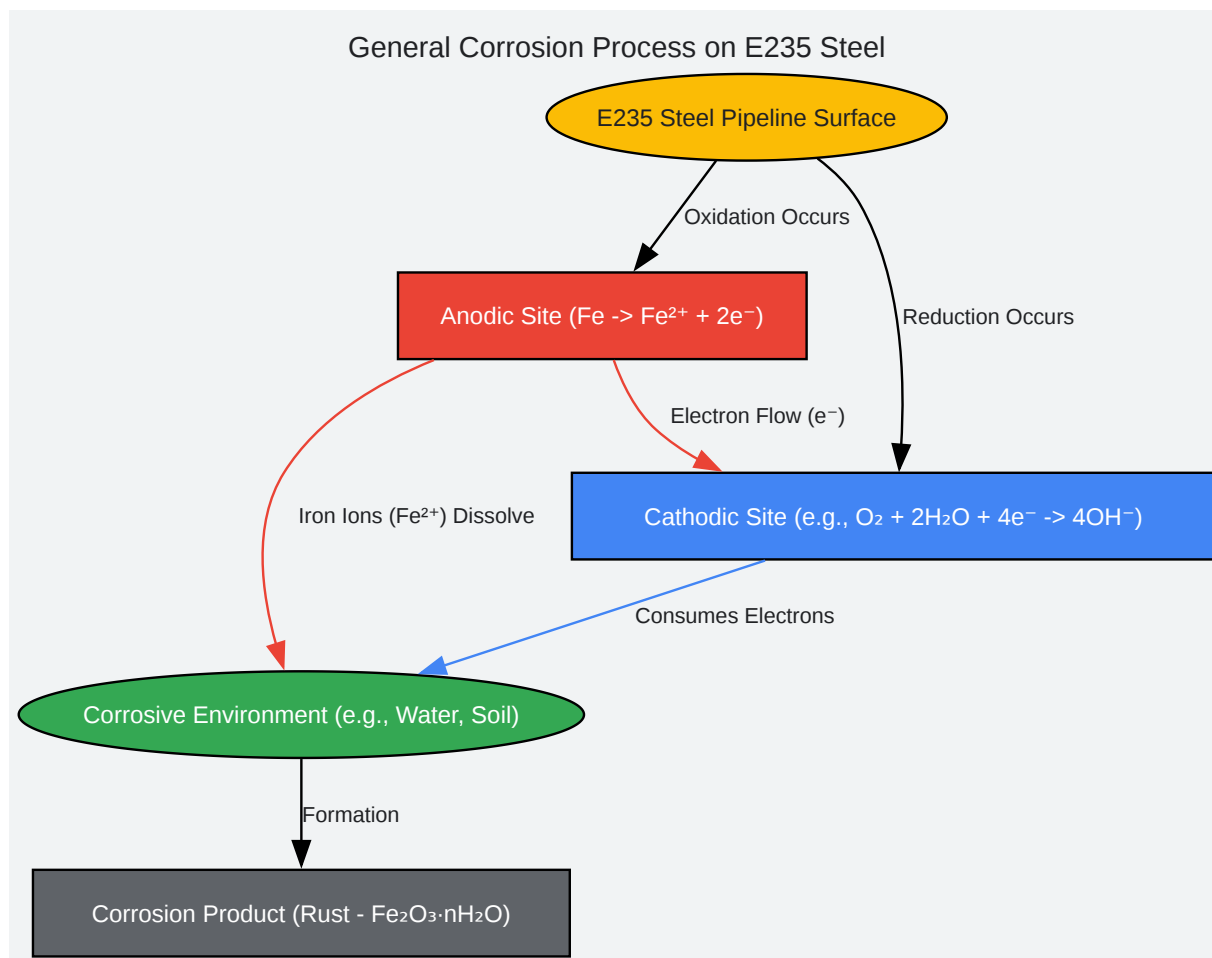 General Corrosion Process on E235 Steel
E235 Steel Pipeline Surface
Oxidation Occurs
Anodic Site (Fe -> Fe²⁺ + 2e⁻)
Reduction Occurs
Electron Flow (e⁻)
Iron Ions (Fe²⁺) Dissolve
Cathodic Site (e.g., O₂ + 2H₂O + 4e⁻ -> 4OH⁻)
Consumes Electrons
Corrosive Environment (e.g., Water, Soil)
Formation
Corrosion Product (Rust - Fe₂O₃·nH₂O)